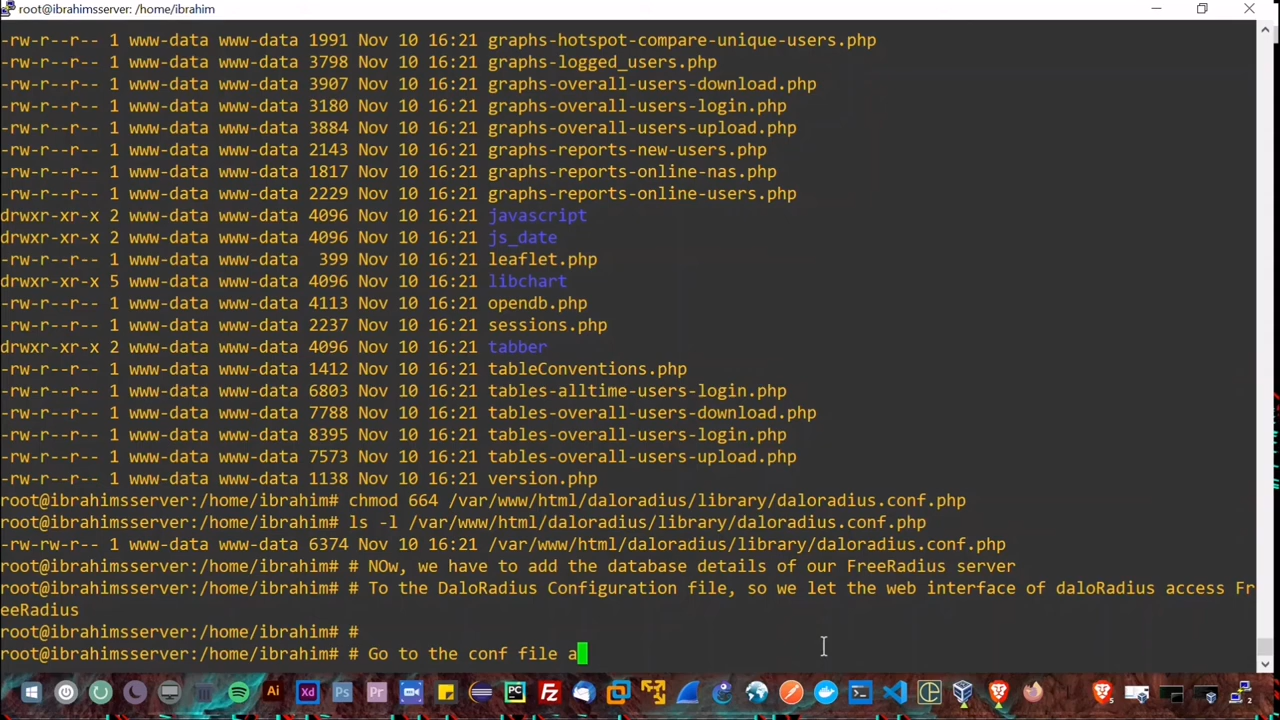 root@ibrahimsserver: /home/ibrahim
-rw-r--r-- 1 www-data www-data 1991 Nov 10 16:21 graphs-hotspot-compare-unique-users.php
-rw-r--r-- 1 www-data www-data 3798 Nov 10 16:21 graphs-logged_users.php
-rw-r--r-- 1 www-data www-data 3907 Nov 10 16:21 graphs-overall-users-download.php
-rw-r--r-- 1 www-data www-data 3180 Nov 10 16:21 graphs-overall-users-login.php
-rw-r--r-- 1 www-data www-data 3884 Nov 10 16:21 graphs-overall-users-upload.php
-rw-r--r-- 1 www-data www-data 2143 Nov 10 16:21 graphs-reports-new-users.php
-rw-r--r-- 1 www-data www-data 1817 Nov 10 16:21 graphs-reports-online-nas.php
-rw-r--r-- 1 www-data www-data 2229 Nov 10 16:21 graphs-reports-online-users.php
drwxr-xr-x 2 www-data www-data 4096 Nov 10 16:21 javascript
drwxr-xr-x 2 www-data www-data 4096 Nov 10 16:21 js_date
-rw-r--r-- 1 www-data www-data  399 Nov 10 16:21 leaflet.php
drwxr-xr-x 5 www-data www-data 4096 Nov 10 16:21 libchart
-rw-r--r-- 1 www-data www-data 4113 Nov 10 16:21 opendb.php
-rw-r--r-- 1 www-data www-data 2237 Nov 10 16:21 sessions.php
drwxr-xr-x 2 www-data www-data 4096 Nov 10 16:21 tabber
-rw-r--r-- 1 www-data www-data 1412 Nov 10 16:21 tableConventions.php
-rw-r--r-- 1 www-data www-data 6803 Nov 10 16:21 tables-alltime-users-login.php
-rw-r--r-- 1 www-data www-data 7788 Nov 10 16:21 tables-overall-users-download.php
-rw-r--r-- 1 www-data www-data 8395 Nov 10 16:21 tables-overall-users-login.php
-rw-r--r-- 1 www-data www-data 7573 Nov 10 16:21 tables-overall-users-upload.php
-rw-r--r-- 1 www-data www-data 1138 Nov 10 16:21 version.php
root@ibrahimsserver:/home/ibrahim# chmod 664 /var/www/html/daloradius/library/daloradius.conf.php
root@ibrahimsserver:/home/ibrahim# ls -l /var/www/html/daloradius/library/daloradius.conf.php
-rw-rw-r-- 1 www-data www-data 6374 Nov 10 16:21 /var/www/html/daloradius/library/daloradius.conf.php
root@ibrahimsserver:/home/ibrahim# # NOw, we have to add the database details of our FreeRadius server
root@ibrahimsserver:/home/ibrahim# # To the DaloRadius Configuration file, so we let the web interface of daloRadius access Fr
eeRadius
root@ibrahimsserver:/home/ibrahim# #
root@ibrahimsserver:/home/ibrahim# # Go to the conf file a
Ai Xd Ps Pr PC